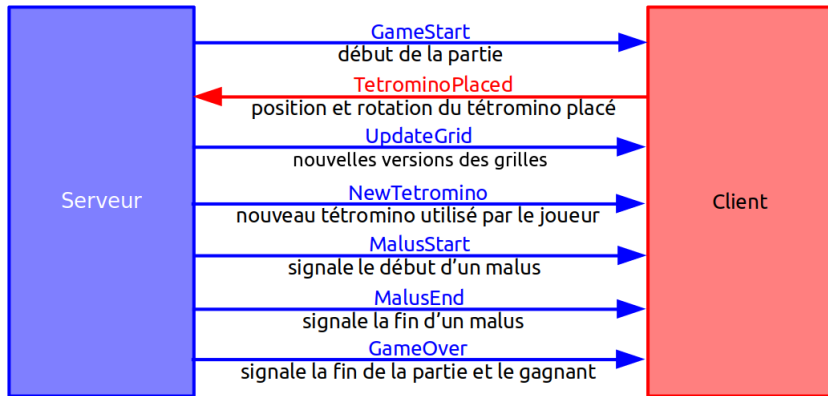 GameStart
début de la partie
TetrominoPlaced
position et rotation du tétromino placé
UpdateGrid
nouvelles versions des grilles
Serveur
NewTetromino
Client
nouveau tétromino utilisé par le joueur
MalusStart
signale le début d'un malus
MalusEnd
signale la fin d'un malus
GameOver
signale la fin de la partie et le gagnant